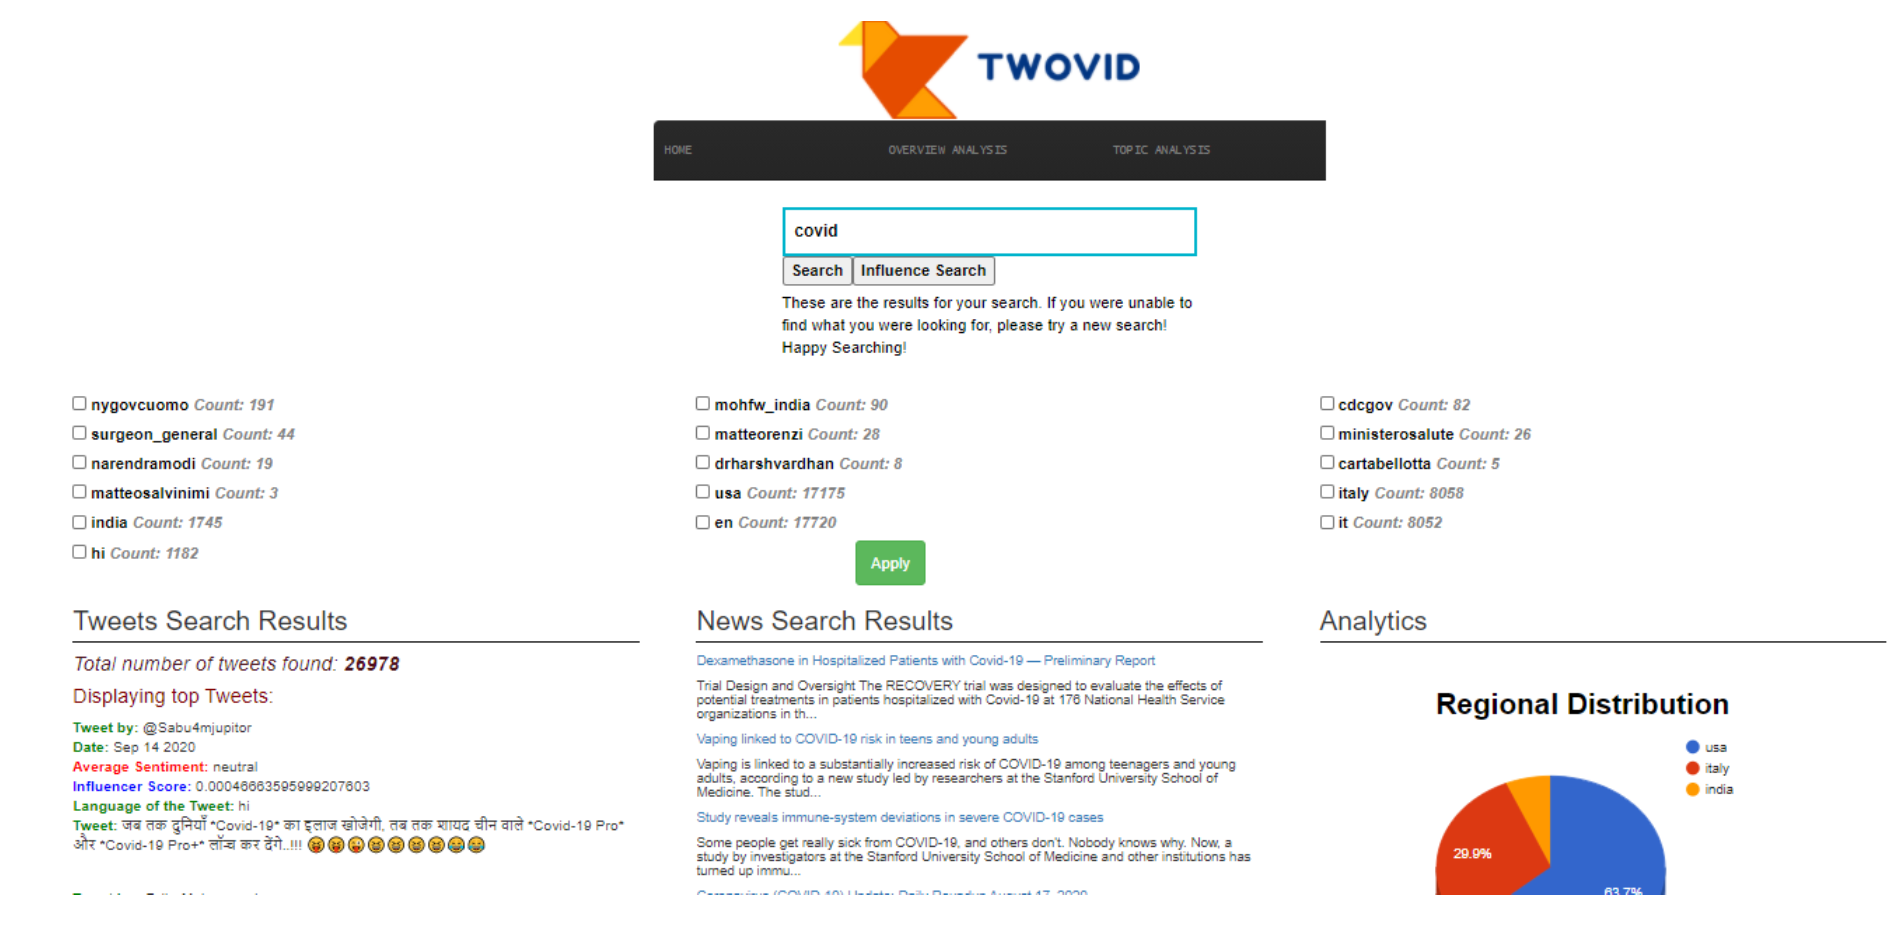 TWOVID
HOME OVERVIEW ANALYSIS TOPIC ANALYSIS
covid
Search Influence Search
These are the results for your search. If you were unable to
find what you were looking for, please try a new search!
Happy Searching!
nygovcuomo Count: 191
mohfw_india Count: 90
cdcgov Count: 82
surgeon_general Count: 44
matteorenzi Count: 28
ministerosalute Count: 26
narendramodi Count: 19
drharshvardhan Count: 8
cartabellotta Count: 5
matteosalvinimi Count: 3
usa Count: 17175
italy Count: 8058
india Count: 1745
en Count: 17720
it Count: 8052
hi Count: 1182
Apply
Tweets Search Results
Total number of tweets found: 26978
Displaying top Tweets:
Tweet by: @Sabu4mjupitor
Date: Sep 14 2020
Average Sentiment: neutral
Influencer Score: 0.00046663595999207603
Language of the Tweet: hi
Tweet: जब तक दुनियाँ *Covid-19* का इलाज खोजेगी, तब तक शायद चीन वाले *Covid-19 Pro*
और *Covid-19 Pro+* लॉन्च कर देंगे..!!!
News Search Results
Dexamethasone in Hospitalized Patients with Covid-19 — Preliminary Report
Trial Design and Oversight The RECOVERY trial was designed to evaluate the effects of
potential treatments in patients hospitalized with Covid-19 at 176 National Health Service
organizations in th...
Vaping linked to COVID-19 risk in teens and young adults
Vaping is linked to a substantially increased risk of COVID-19 among teenagers and young
adults, according to a new study led by researchers at the Stanford University School of
Medicine. The stud...
Study reveals immune-system deviations in severe COVID-19 cases
Some people get really sick from COVID-19, and others don't. Nobody knows why. Now, a
study by investigators at the Stanford University School of Medicine and other institutions has
turned up immu...
Coronavirus (COVID-19) Update: Daily Roundup August 17, 2020
Analytics
Regional Distribution
usa
italy
india
29.9%
63.7%